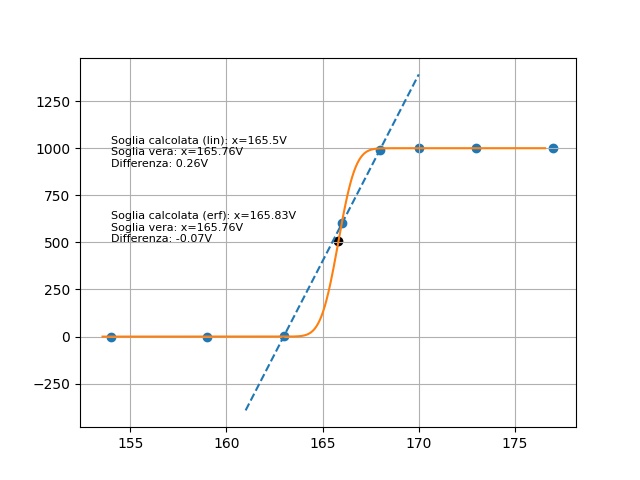 1250
1000
750
500
250
0
−250
Soglia calcolata (lin): x=165.5V
Soglia vera: x=165.76V
Differenza: 0.26V
Soglia calcolata (erf): x=165.83V
Soglia vera: x=165.76V
Differenza: -0.07V
155
160
165
170
175